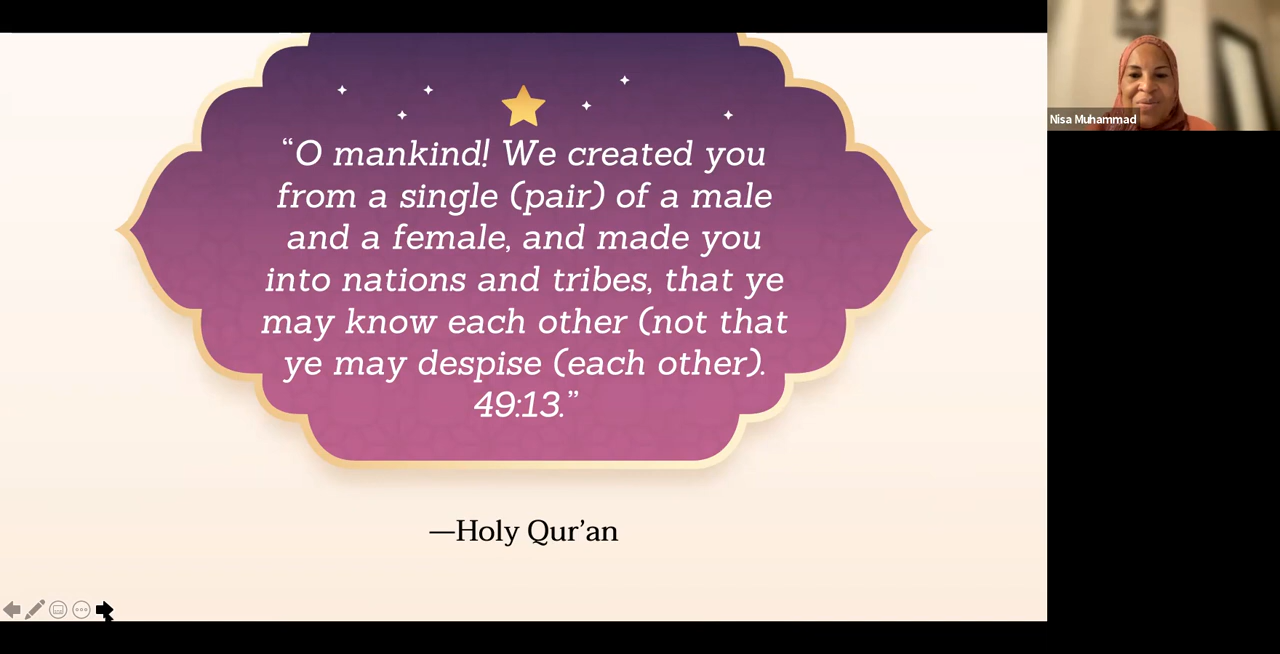 “O mankind! We created you
from a single (pair) of a male
and a female, and made you
into nations and tribes, that ye
may know each other (not that
ye may despise (each other).
49:13.”
—Holy Qur’an
Nisa Muhammad